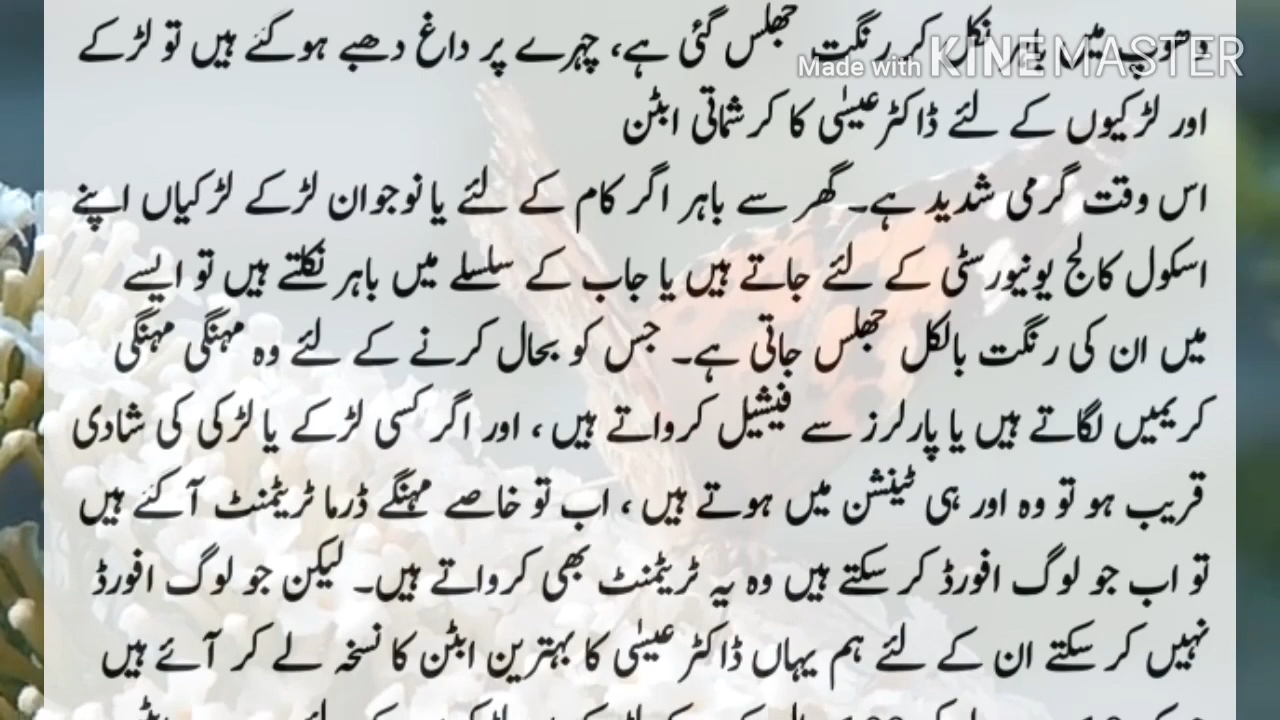 دھوپ میں باہر نکل کر رنگت جھلس گئی ہے، چہرے پر داغ دھبے ہوگئے ہیں تو لڑکے
Made with KINEMASTER
اور لڑکیوں کے لئے ڈاکٹر عیسٰی کا کرشماتی ابٹن
اس وقت گرمی شدید ہے۔ گھر سے باہر اگر کام کے لئے یا نوجوان لڑکے لڑکیاں اپنے
اسکول کالج یونیورسٹی کے لئے جاتے ہیں یا جاب کے سلسلے میں باہر نکلتے ہیں تو ایسے
میں ان کی رنگت بالکل جھلس جاتی ہے۔ جس کو بحال کرنے کے لئے وہ مہنگی مہنگی
کریمیں لگاتے ہیں یا پارلرز سے فیشیل کرواتے ہیں، اور اگر کسی لڑکے یا لڑکی کی شادی
قریب ہو تو وہ اور ہی ٹینشن میں ہوتے ہیں، اب تو خاصے مہنگے ڈرما ٹریٹمنٹ آگئے ہیں
تو اب جو لوگ افورڈ کر سکتے ہیں وہ یہ ٹریٹمنٹ بھی کرواتے ہیں۔ لیکن جو لوگ افورڈ
نہیں کر سکتے ان کے لئے ہم یہاں ڈاکٹر عیسٰی کا بہترین ابٹن کا نسخہ لے کر آئے ہیں